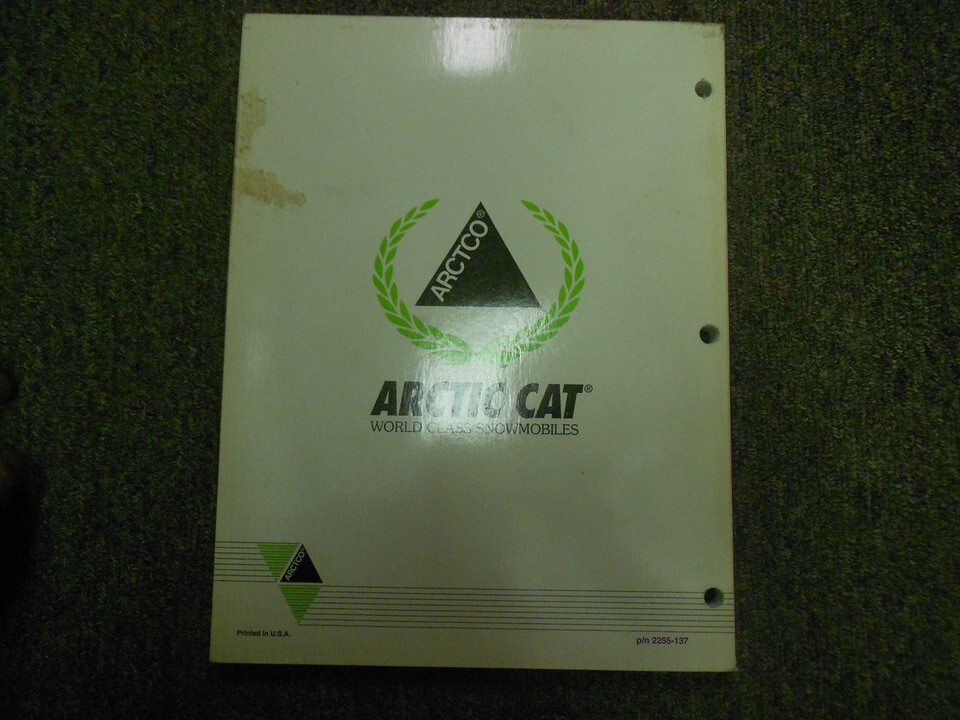 ARCTCO®
ARCTIC CAT®
WORLD CLASS SNOWMOBILES
ARCTCO
Printed in U.S.A.
p/n 2255-137